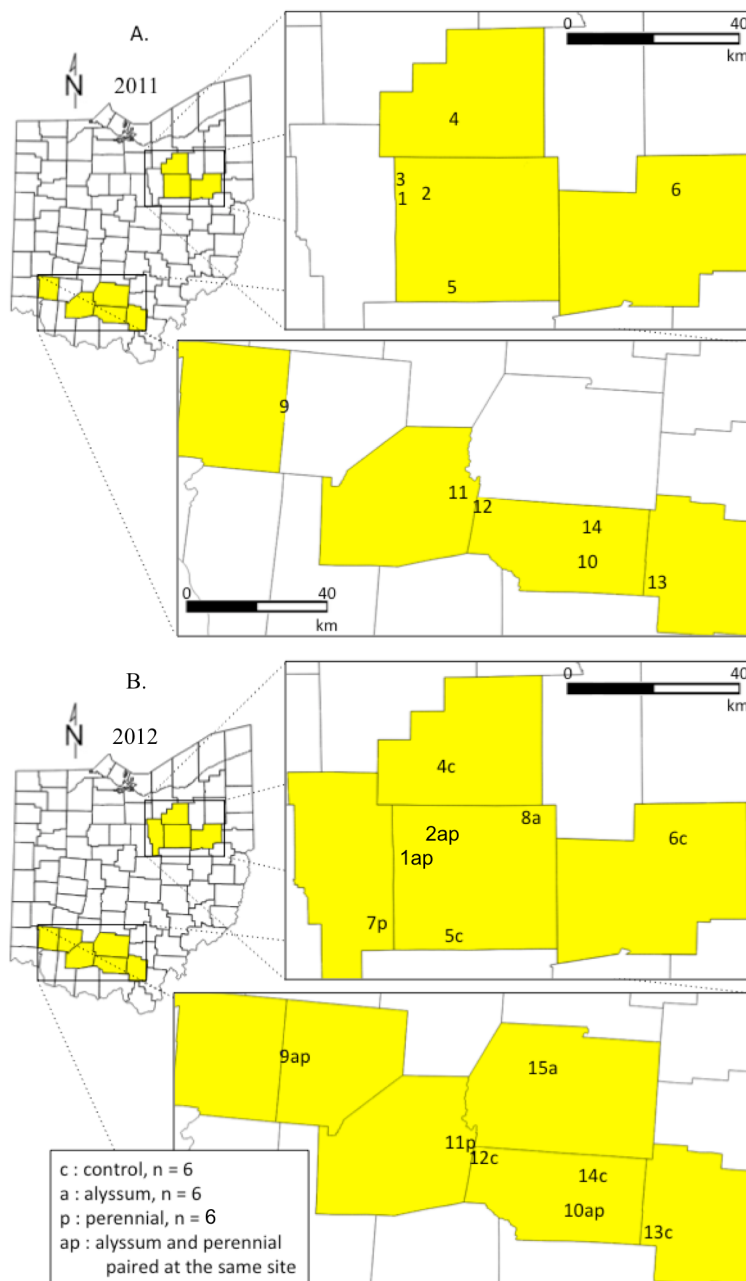 A.
N
2011
0 40
km
4
3
1 2
6
5
9
11
12
14
10
13
0 40
km
B.
N
2012
0 40
km
4c
8a
2ap
1ap
6c
7p
5c
9ap
15a
11p
12c
14c
10ap
13c
c : control, n = 6
a : alyssum, n = 6
p : perennial, n = 6
ap : alyssum and perennial
paired at the same site